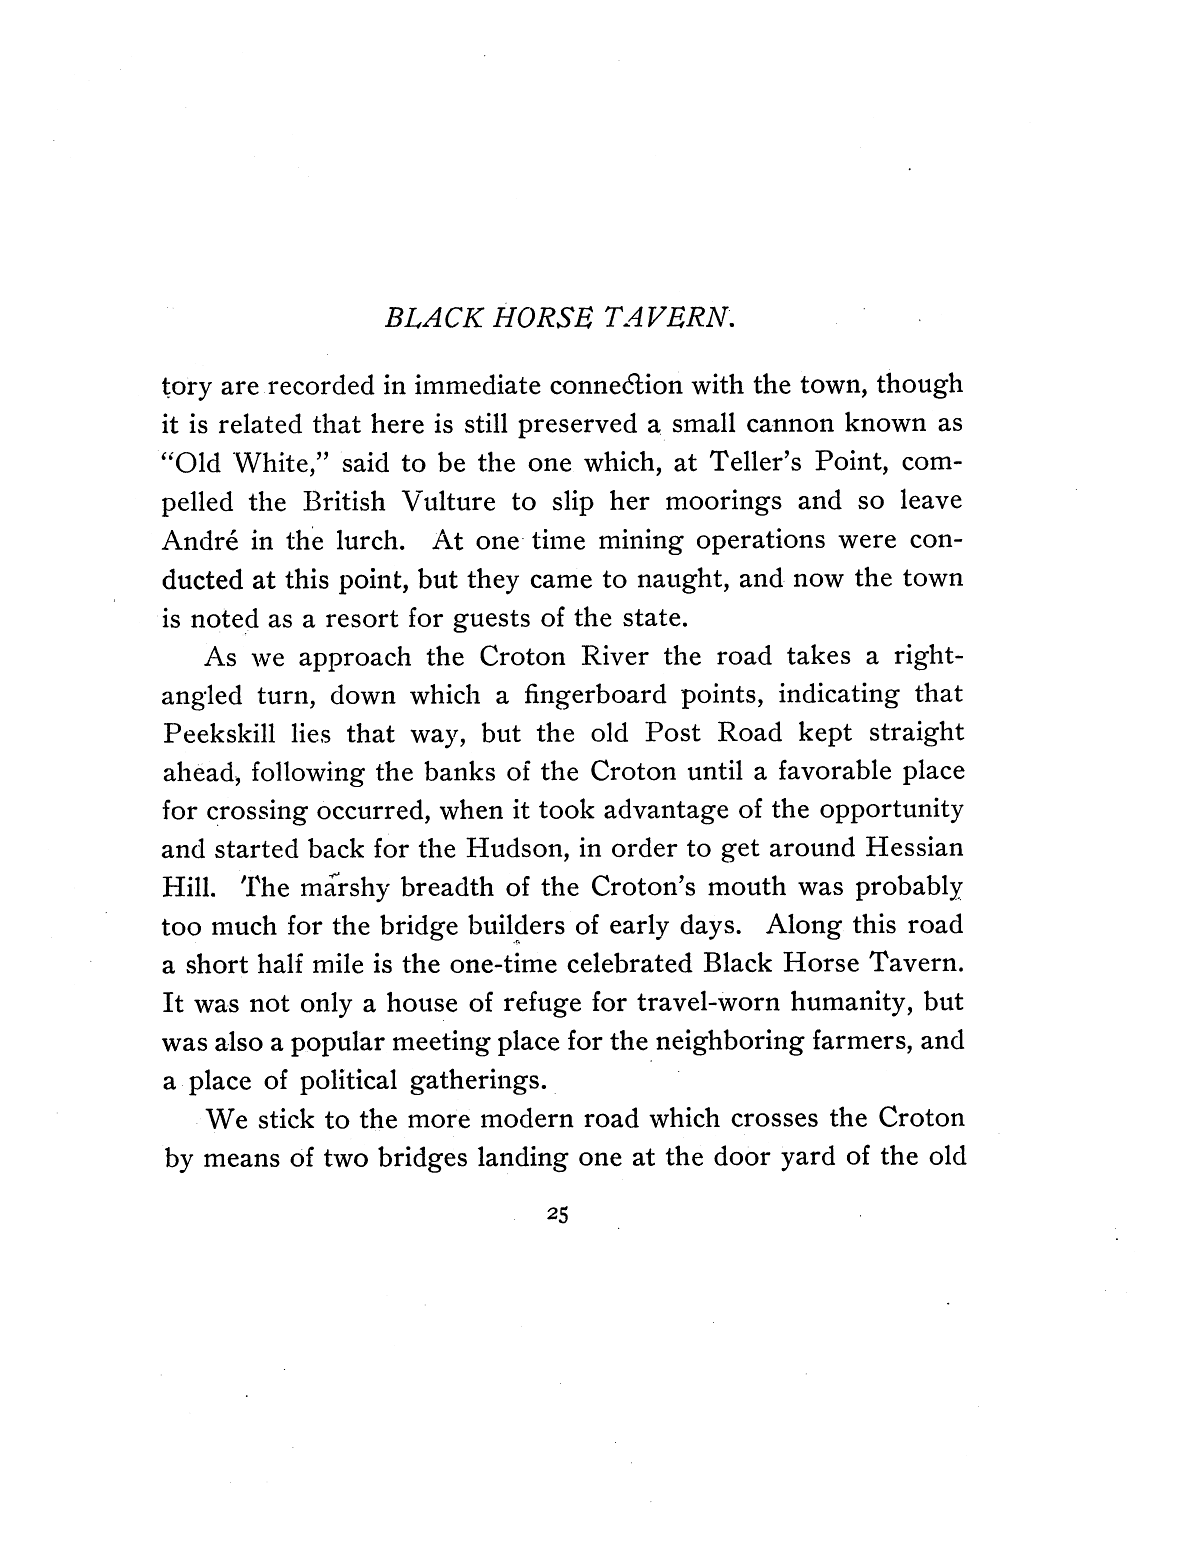 BLACK HORSE TAVERN.
tory are recorded in immediate connection with the town, though
it is related that here is still preserved a small cannon known as
“Old White,” said to be the one which, at Teller’s Point, com-
pelled the British Vulture to slip her moorings and so leave
André in the lurch. At one time mining operations were con-
ducted at this point, but they came to naught, and now the town
is noted as a resort for guests of the state.
As we approach the Croton River the road takes a right-
angled turn, down which a fingerboard points, indicating that
Peekskill lies that way, but the old Post Road kept straight
ahead, following the banks of the Croton until a favorable place
for crossing occurred, when it took advantage of the opportunity
and started back for the Hudson, in order to get around Hessian
Hill. The marshy breadth of the Croton’s mouth was probably
too much for the bridge builders of early days. Along this road
a short half mile is the one-time celebrated Black Horse Tavern.
It was not only a house of refuge for travel-worn humanity, but
was also a popular meeting place for the neighboring farmers, and
a place of political gatherings.
We stick to the more modern road which crosses the Croton
by means of two bridges landing one at the door yard of the old
25